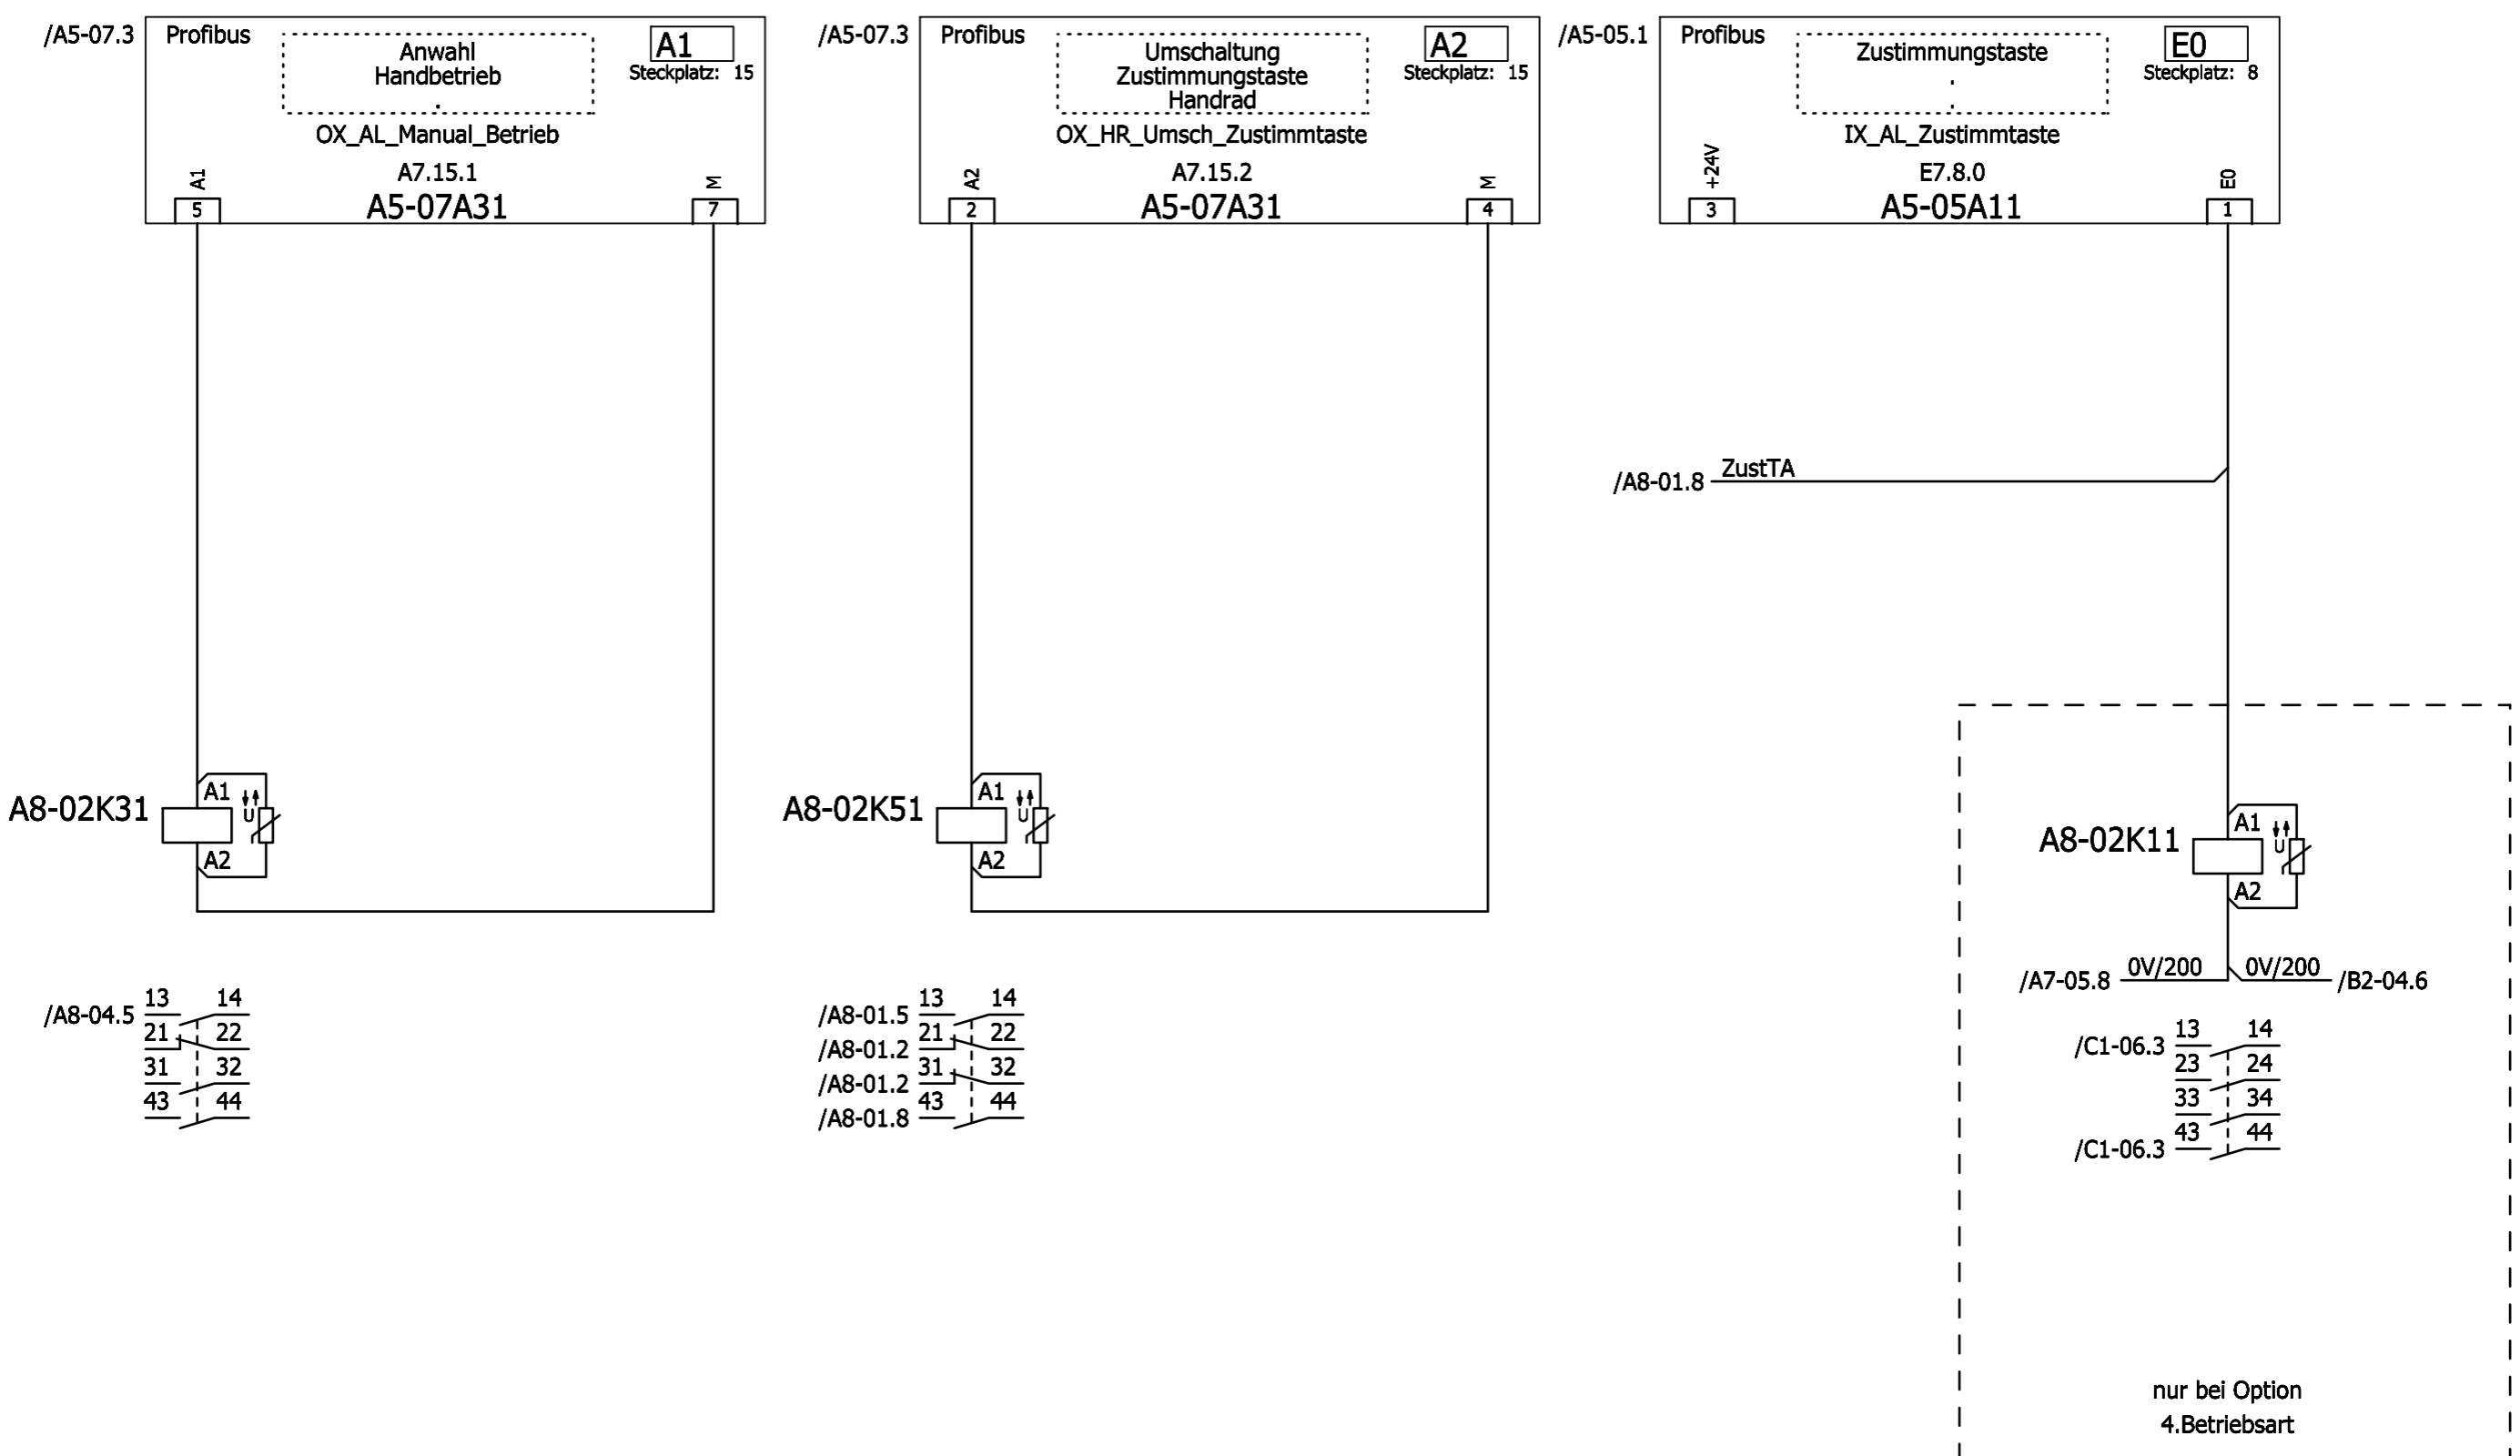 /A5-07.3
Profibus
Anwahl
Handbetrieb
.
A1
Steckplatz: 15
OX_AL_Manual_Betrieb
A7.15.1
A5-07A31
A1
5
M
7
/A5-07.3
Profibus
Umschaltung
Zustimmungstaste
Handrad
A2
Steckplatz: 15
OX_HR_Umsch_Zustimmtaste
A7.15.2
A5-07A31
A2
2
M
4
/A5-05.1
Profibus
Zustimmungstaste
.
.
E0
Steckplatz: 8
IX_AL_Zustimmtaste
E7.8.0
A5-05A11
+24V
3
E0
1
/A8-01.8 ZustTA
A8-02K31
A1
U
A2
A8-02K51
A1
U
A2
A8-02K11
A1
U
A2
/A7-05.8 0V/200 0V/200 /B2-04.6
/A8-04.5 13 14
21 22
31 32
43 44
/A8-01.5 13 14
/A8-01.2 21 22
/A8-01.2 31 32
/A8-01.8 43 44
/C1-06.3 13 14
23 24
33 34
/C1-06.3 43 44
nur bei Option
4.Betriebsart